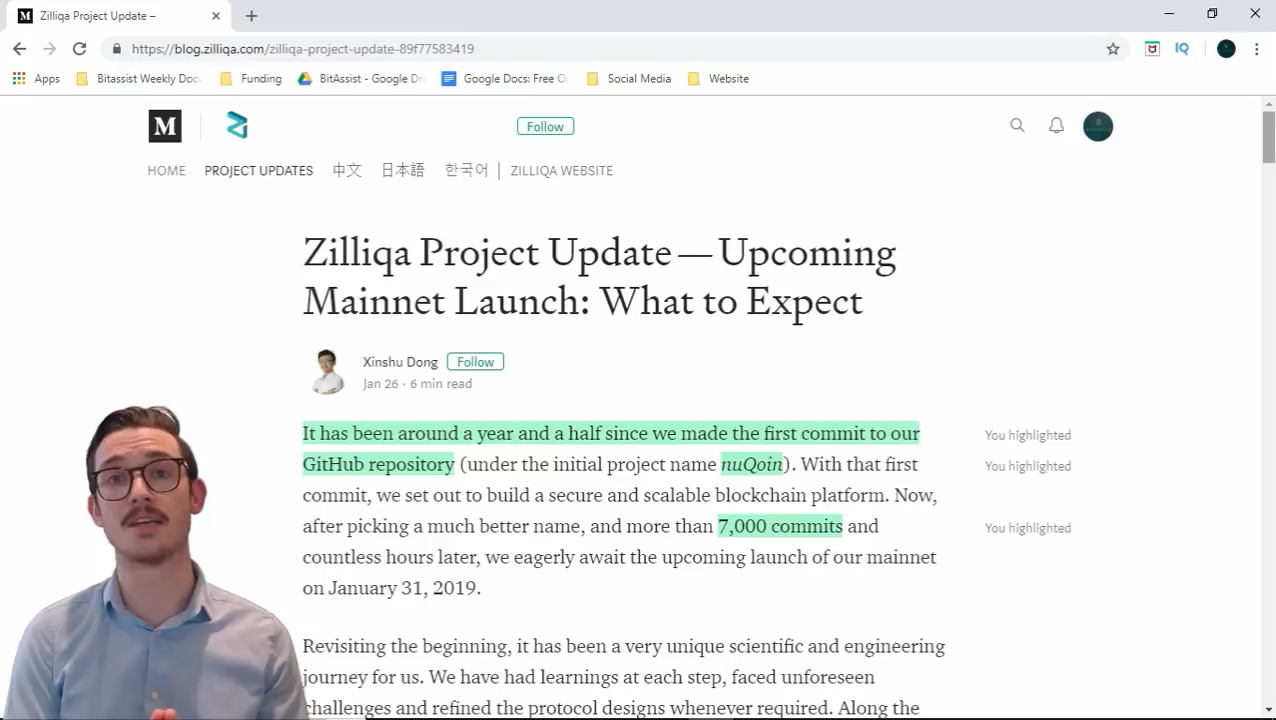 Zilliqa Project Update –
https://blog.zilliqa.com/zilliqa-project-update-89f77583419
Apps
Bitassist Weekly Doc
Funding
BitAssist - Google Dr
Google Docs: Free O
Social Media
Website
M
Follow
HOME
PROJECT UPDATES
中文
日本語
한국어
ZILLIQA WEBSITE
Zilliqa Project Update — Upcoming
Mainnet Launch: What to Expect
Xinshu Dong
Follow
Jan 26 · 6 min read
It has been around a year and a half since we made the first commit to our
You highlighted
GitHub repository (under the initial project name nuQoin). With that first
You highlighted
commit, we set out to build a secure and scalable blockchain platform. Now,
after picking a much better name, and more than 7,000 commits and
You highlighted
countless hours later, we eagerly await the upcoming launch of our mainnet
on January 31, 2019.
Revisiting the beginning, it has been a very unique scientific and engineering
journey for us. We have had learnings at each step, faced unforeseen
challenges and refined the protocol designs whenever required. Along the